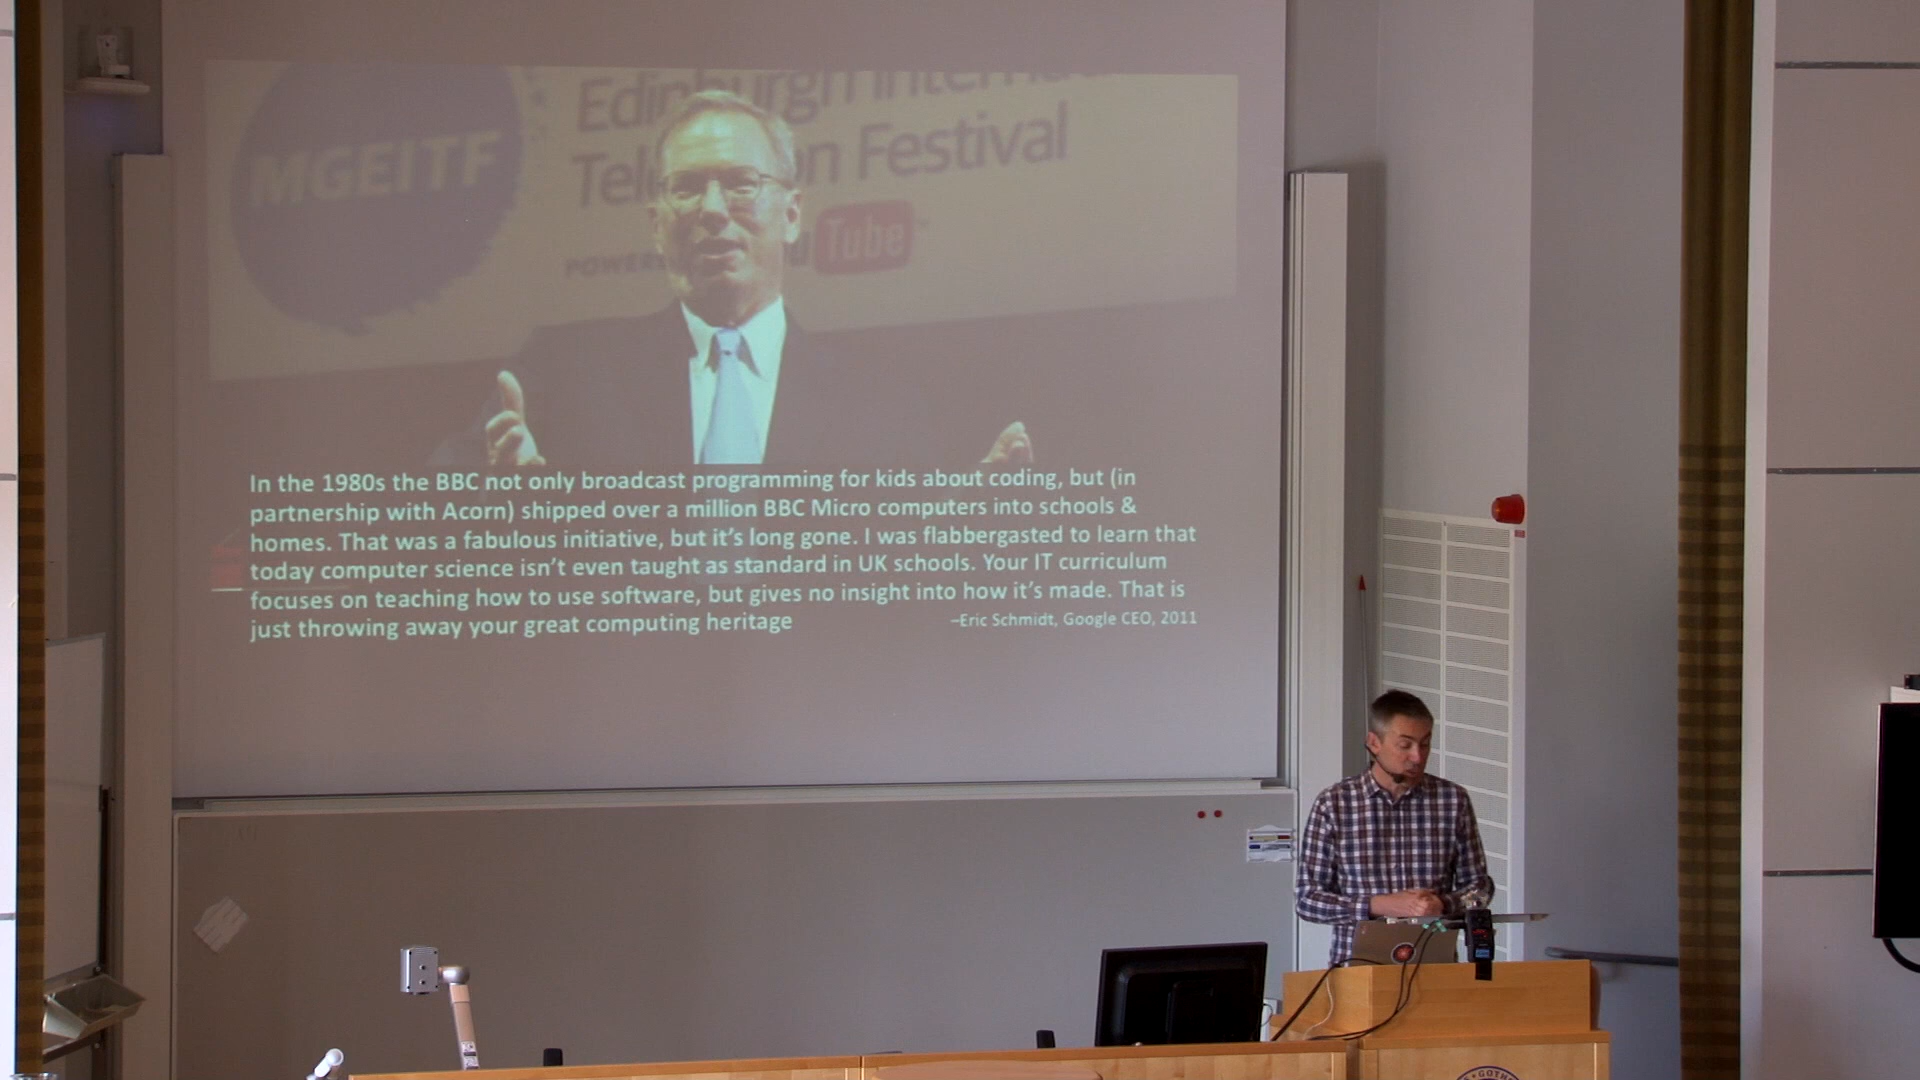 MGEITF
Edinburgh
Festival
Tube
In the 1980s the BBC not only broadcast programming for kids about coding, but (in
partnership with Acorn) shipped over a million BBC Micro computers into schools &
homes. That was a fabulous initiative, but it’s long gone. I was flabbergasted to learn that
today computer science isn’t even taught as standard in UK schools. Your IT curriculum
focuses on teaching how to use software, but gives no insight into how it’s made. That is
just throwing away your great computing heritage
–Eric Schmidt, Google CEO, 2011